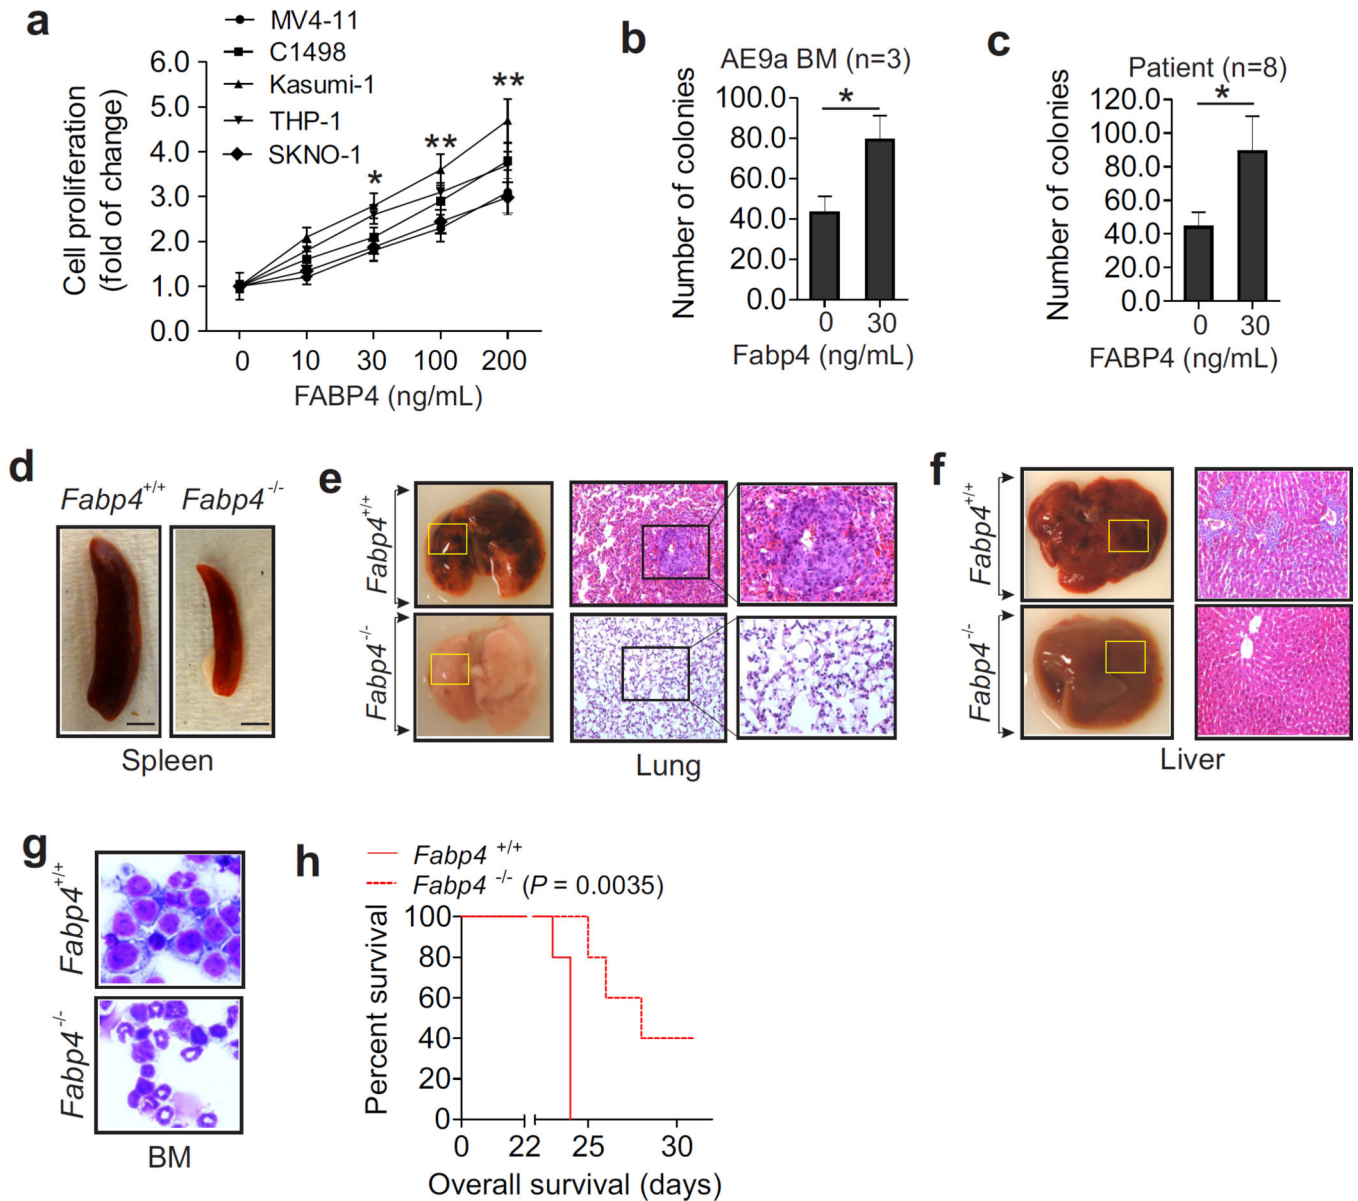 a
MV4-11
C1498
Kasumi-1
THP-1
SKNO-1
Cell proliferation
(fold of change)
6.0
5.0
4.0
3.0
2.0
1.0
0.0
*
**
**
0 10 30 100 200
FABP4 (ng/mL)
b
AE9a BM (n=3)
Number of colonies
100.0
80.0
60.0
40.0
20.0
0.0
*
0 30
Fabp4 (ng/mL)
c
Patient (n=8)
Number of colonies
120.0
100.0
80.0
60.0
40.0
20.0
0.0
*
0 30
FABP4 (ng/mL)
d
Fabp4+/+ Fabp4-/-
Spleen
e
Fabp4+/+
Fabp4-/-
Lung
f
Fabp4+/+
Fabp4-/-
Liver
g
Fabp4+/+
Fabp4-/-
BM
h
Fabp4 +/+
Fabp4 -/- (P = 0.0035)
Percent survival
100
80
60
40
20
0
0 22 25 30
Overall survival (days)